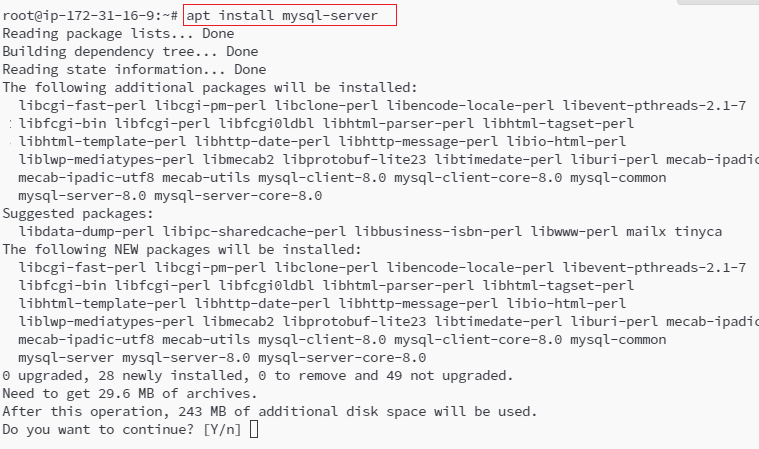 root@ip-172-31-16-9:~# apt install mysql-server
Reading package lists... Done
Building dependency tree... Done
Reading state information... Done
The following additional packages will be installed:
libcgi-fast-perl libcgi-pm-perl libclone-perl libencode-locale-perl libevent-pthreads-2.1-7
libfcgi-bin libfcgi-perl libfcgi0ldbl libhtml-parser-perl libhtml-tagset-perl
libhtml-template-perl libhttp-date-perl libhttp-message-perl libio-html-perl
liblwp-mediatypes-perl libmecab2 libprotobuf-lite23 libtimedate-perl liburi-perl mecab-ipadic
mecab-ipadic-utf8 mecab-utils mysql-client-8.0 mysql-client-core-8.0 mysql-common
mysql-server-8.0 mysql-server-core-8.0
Suggested packages:
libdata-dump-perl libipc-sharedcache-perl libbusiness-isbn-perl libwww-perl mailx tinyca
The following NEW packages will be installed:
libcgi-fast-perl libcgi-pm-perl libclone-perl libencode-locale-perl libevent-pthreads-2.1-7
libfcgi-bin libfcgi-perl libfcgi0ldbl libhtml-parser-perl libhtml-tagset-perl
libhtml-template-perl libhttp-date-perl libhttp-message-perl libio-html-perl
liblwp-mediatypes-perl libmecab2 libprotobuf-lite23 libtimedate-perl liburi-perl mecab-ipadic
mecab-ipadic-utf8 mecab-utils mysql-client-8.0 mysql-client-core-8.0 mysql-common
mysql-server mysql-server-8.0 mysql-server-core-8.0
0 upgraded, 28 newly installed, 0 to remove and 49 not upgraded.
Need to get 29.6 MB of archives.
After this operation, 243 MB of additional disk space will be used.
Do you want to continue? [Y/n]